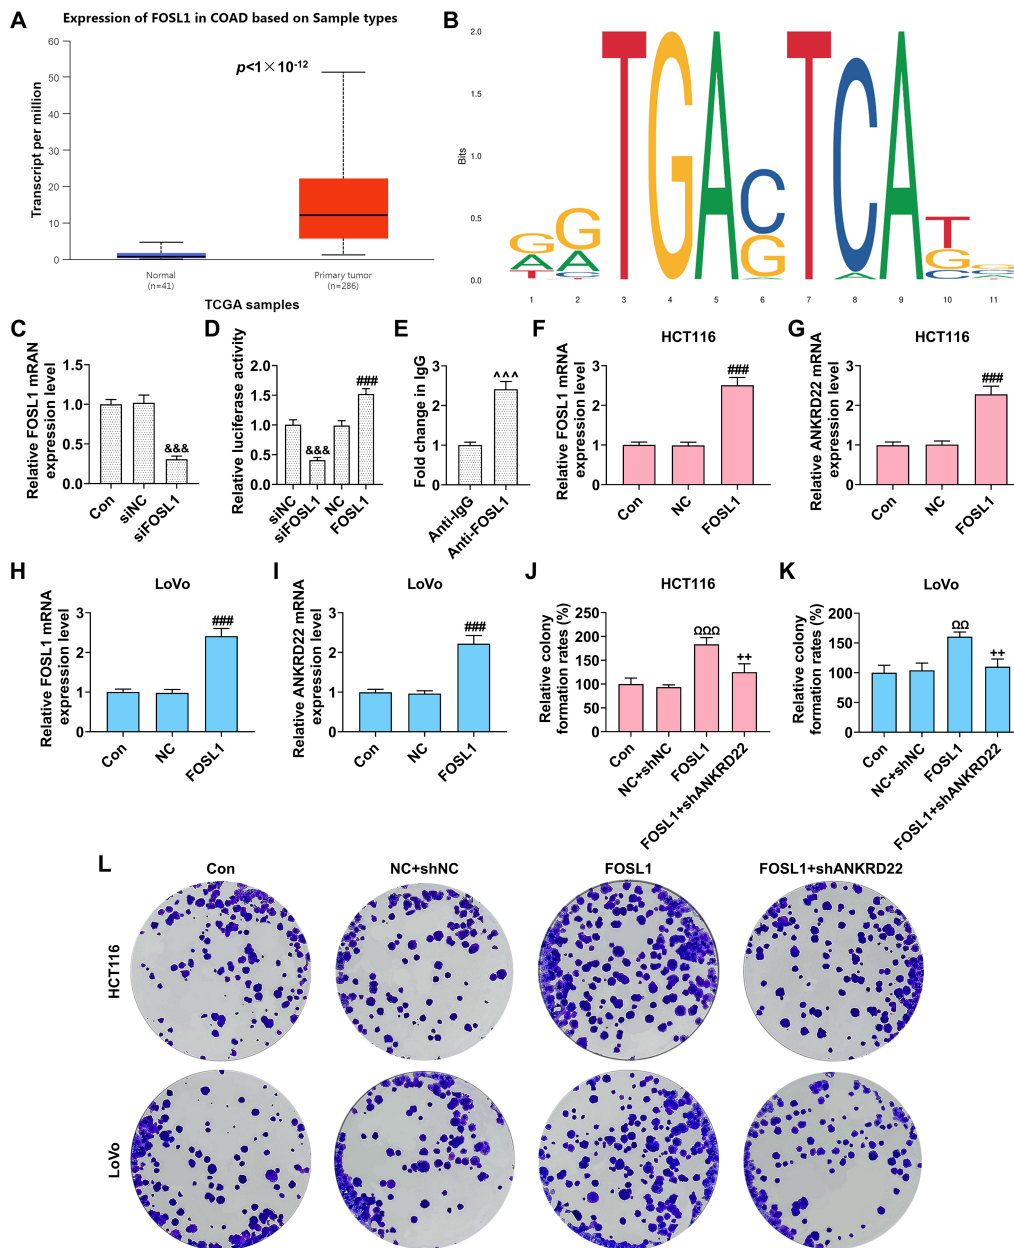 A
Expression of FOSL1 in COAD based on Sample types
Transcript per million
60
50
40
30
20
10
0
p<1×10-12
Normal
(n=41)
Primary tumor
(n=286)
TCGA samples
B
Bits
2.0
1.5
1.0
0.5
0.0
G
A
T
G
A
C
T
G
A
C
G
T
C
A
T
G
C
1 2 3 4 5 6 7 8 9 10 11
C
Relative FOSL1 mRAN
expression level
1.5
1.0
0.5
0.0
&&&
Con
siNC
siFOSL1
D
Relative luciferase activity
2.0
1.5
1.0
0.5
0.0
&&&
###
siNC
siFOSL1
NC
FOSL1
E
Fold change in IgG
3
2
1
0
^^^
Anti-IgG
Anti-FOSL1
F
HCT116
Relative FOSL1 mRNA
expression level
3
2
1
0
###
Con
NC
FOSL1
G
HCT116
Relative ANKRD22 mRNA
expression level
3
2
1
0
###
Con
NC
FOSL1
H
LoVo
Relative FOSL1 mRNA
expression level
3
2
1
0
###
Con
NC
FOSL1
I
LoVo
Relative ANKRD22 mRNA
expression level
3
2
1
0
###
Con
NC
FOSL1
J
HCT116
Relative colony
formation rates (%)
250
200
150
100
50
0
ΩΩΩ
++
Con
NC+shNC
FOSL1
FOSL1+shANKRD22
K
LoVo
Relative colony
formation rates (%)
200
150
100
50
0
ΩΩ
++
Con
NC+shNC
FOSL1
FOSL1+shANKRD22
L
Con
NC+shNC
FOSL1
FOSL1+shANKRD22
HCT116
LoVo